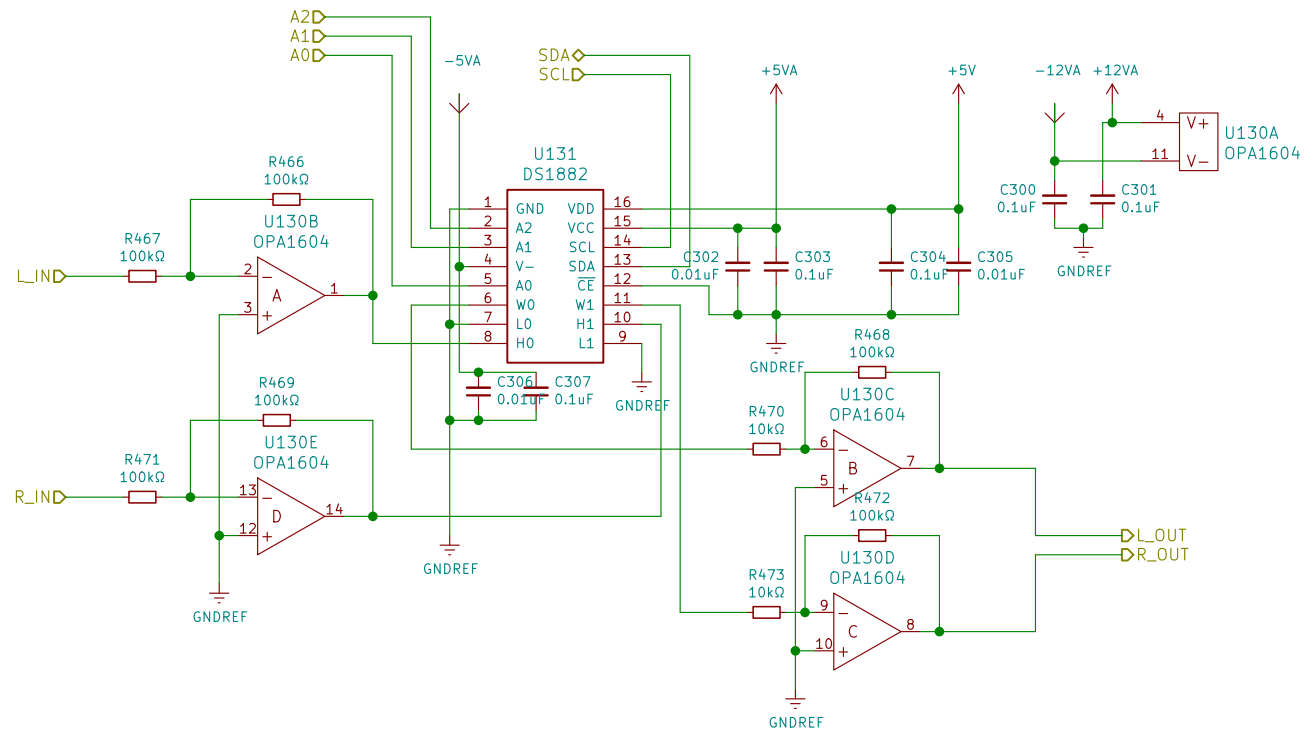 A2
A1
A0
-5VA
SDA
SCL
+5VA
+5V
-12VA
+12VA
4
V+
11
V-
U130A
OPA1604
C300
0.1uF
C301
0.1uF
GNDREF
U131
DS1882
1
GND
2
A2
3
A1
4
V-
5
A0
6
W0
7
L0
8
H0
VDD
16
VCC
15
SCL
14
SDA
13
CE
12
W1
11
H1
10
L1
9
R466
100kΩ
U130B
OPA1604
R467
100kΩ
L_IN
2
3
A
1
C302
0.01uF
C303
0.1uF
C304
0.1uF
C305
0.01uF
GNDREF
C306
0.01uF
C307
0.1uF
GNDREF
R469
100kΩ
U130E
OPA1604
R471
100kΩ
R_IN
13
12
D
14
GNDREF
GNDREF
R468
100kΩ
U130C
OPA1604
R470
10kΩ
6
5
B
7
R472
100kΩ
U130D
OPA1604
R473
10kΩ
9
10
C
8
L_OUT
R_OUT
GNDREF